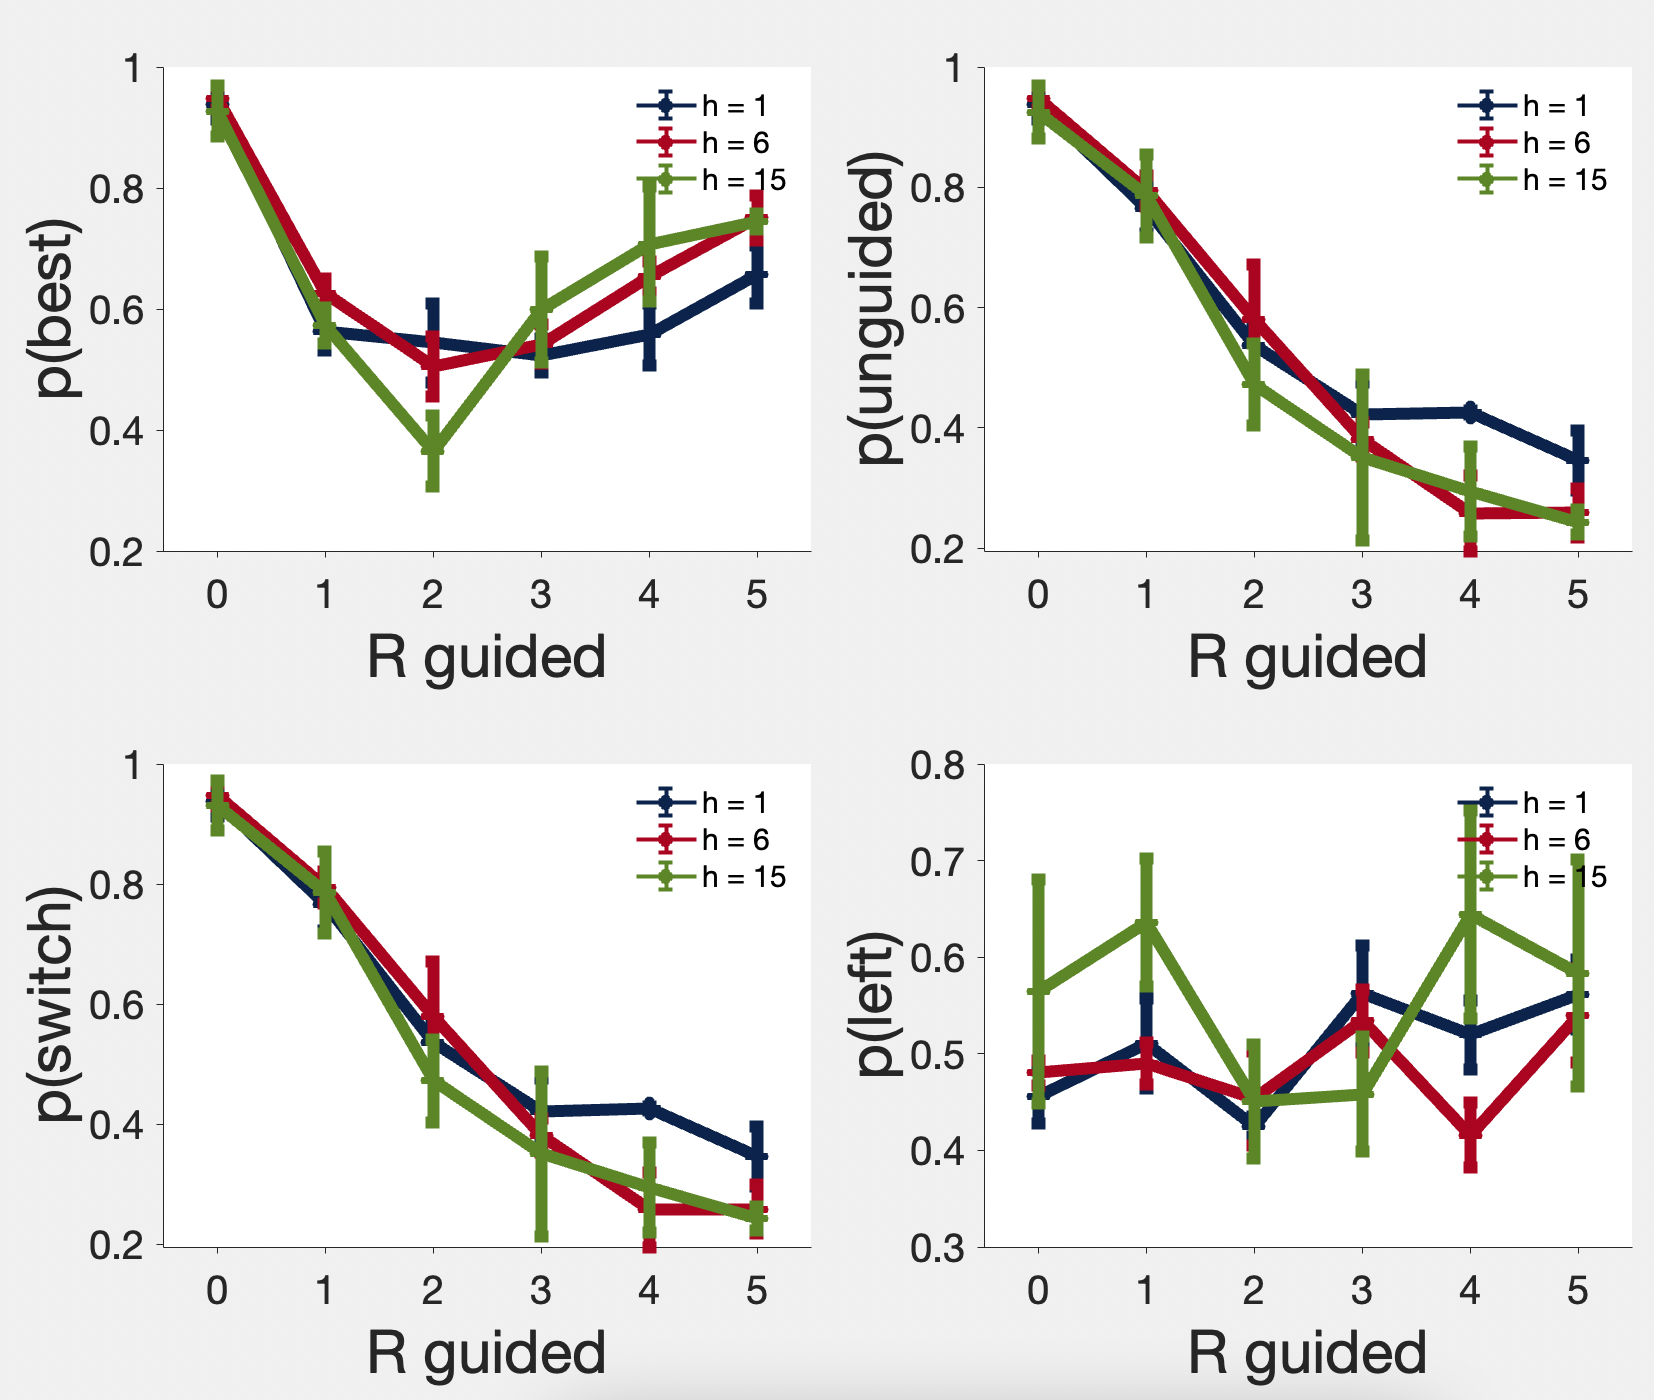 p(best)
1
0.8
0.6
0.4
0.2
0 1 2 3 4 5
R guided
h = 1
h = 6
h = 15
p(unguided)
1
0.8
0.6
0.4
0.2
0 1 2 3 4 5
R guided
h = 1
h = 6
h = 15
p(switch)
1
0.8
0.6
0.4
0.2
0 1 2 3 4 5
R guided
h = 1
h = 6
h = 15
p(left)
0.8
0.7
0.6
0.5
0.4
0.3
0 1 2 3 4 5
R guided
h = 1
h = 6
h = 15